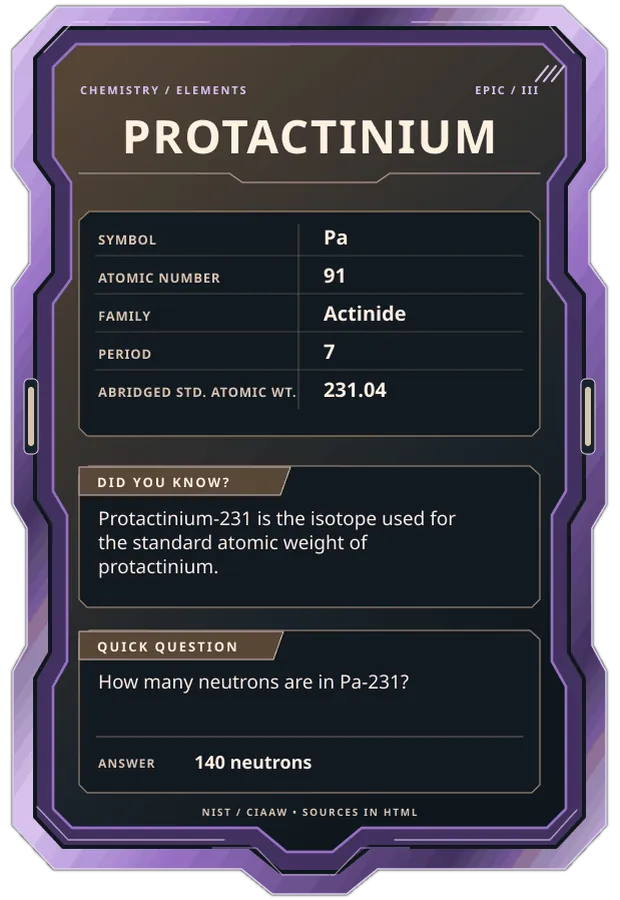 CHEMISTRY / ELEMENTS
EPIC / III
PROTACTINIUM
SYMBOL Pa
ATOMIC NUMBER 91
FAMILY Actinide
PERIOD 7
ABRIDGED STD. ATOMIC WT. 231.04
DID YOU KNOW?
Protactinium-231 is the isotope used for
the standard atomic weight of
protactinium.
QUICK QUESTION
How many neutrons are in Pa-231?
ANSWER 140 neutrons
NIST / CIAAW • SOURCES IN HTML